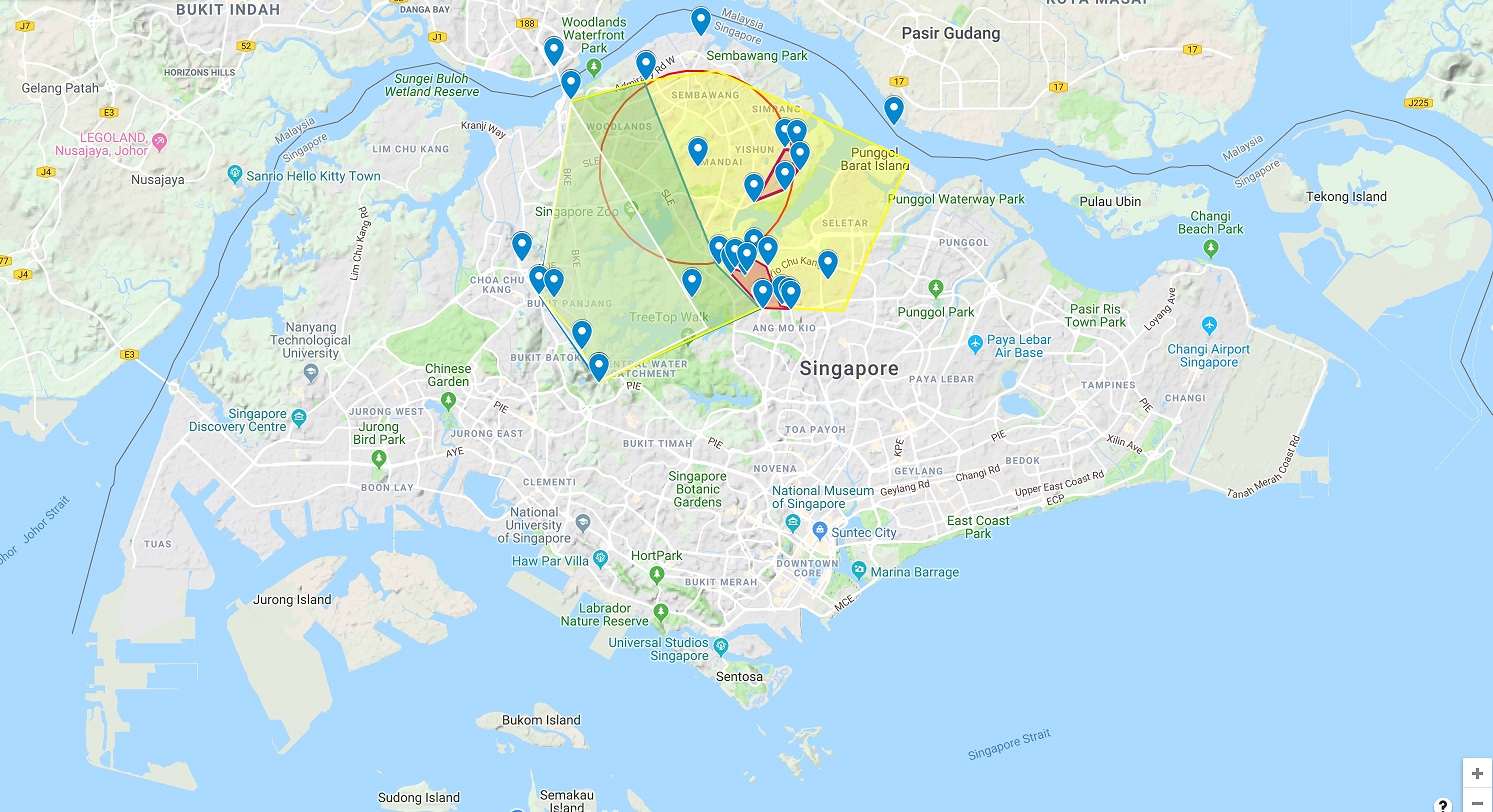 BUKIT INDAH
DANGA BAY
KOTA MASAI
J7
J1
188
52
Woodlands
Waterfront
Park
Malaysia
Singapore
Pasir Gudang
17
HORIZON HILLS
Gelang Patah
Sungei Buloh
Wetland Reserve
Admiralty Rd W
Sembawang Park
17
17
J225
E3
SEMBAWANG
SIMPANG
LEGOLAND,
Nusajaya, Johor
Malaysia
Singapore
Kranji Way
WOODLANDS
LIM CHU KANG
YISHUN
MANDAI
Punggol
Barat Island
Malaysia
Singapore
J4
Nusajaya
Sanrio Hello Kitty Town
SLE
BKE
SLE
Punggol Waterway Park
Pulau Ubin
Tekong Island
Singapore Zoo
SELETAR
Changi
Beach Park
Lim Chu Kang Rd
PUNGGOL
77
J4
BKE
CHOA CHU
KANG
BUKIT PANJANG
TreeTop Walk
ANG MO KIO
Punggol Park
Pasir Ris
Town Park
Loyang Ave
Nanyang
Technological
University
E3
BUKIT BATOK
CENTRAL WATER
CATCHMENT
Paya Lebar
Air Base
Changi Airport
Singapore
Chinese
Garden
PIE
Singapore
PAYA LEBAR
TAMPINES
CHANGI
PIE
Singapore
Discovery Centre
JURONG WEST
PIE
Jurong
Bird Park
JURONG EAST
AYE
BUKIT TIMAH
PIE
TOA PAYOH
KPE
PIE
Xilin Ave
BOON LAY
CLEMENTI
NOVENA
GEYLANG
Changi Rd
BEDOK
Singapore
Botanic
Gardens
Geylang Rd
Upper East Coast Rd
ECP
Tanah Merah Coast Rd
National Museum
of Singapore
National
University
of Singapore
Suntec City
East Coast
Park
Johor Strait
TUAS
Haw Par Villa
HortPark
BUKIT MERAH
DOWNTOWN
CORE
Marina Barrage
MCE
Jurong Island
Labrador
Nature Reserve
Universal Studios
Singapore
Sentosa
Bukom Island
Singapore Strait
Sudong Island
Semakau
Island
+
−
?